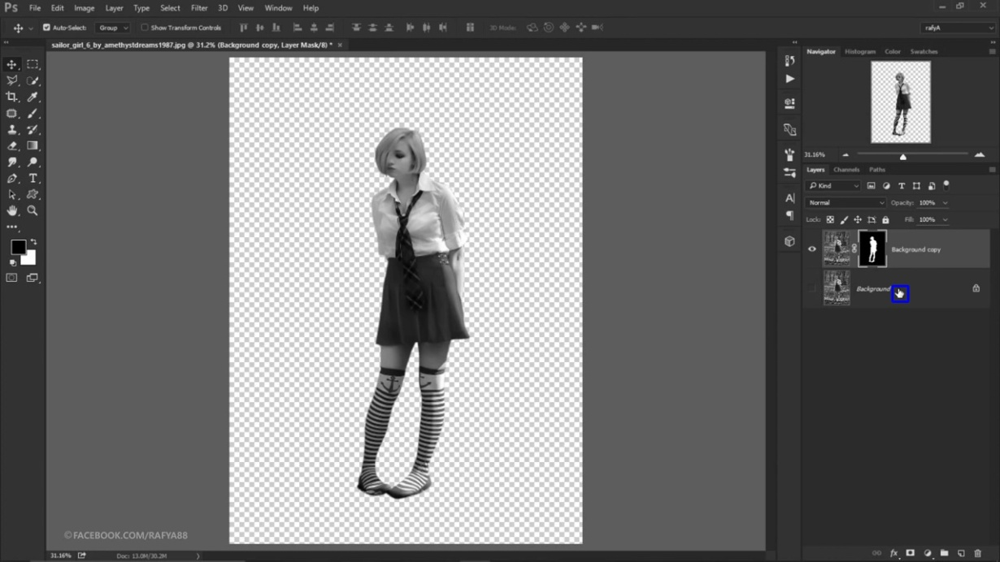 Ps File Edit Image Layer Type Select Filter 3D View Window Help
Auto-Select: Group Show Transform Controls 3D Mode: rafyA
sailor_girl_6_by_amethystdreams1987.jpg @ 31.2% (Background copy, Layer Mask/8) * ×
Navigator Histogram Color Swatches
31.16%
Layers Channels Paths
Kind
Normal Opacity: 100%
Lock: Fill: 100%
Background copy
Background
©FACEBOOK.COM/RAFYA88
31.16% Doc: 13.0M/30.2M